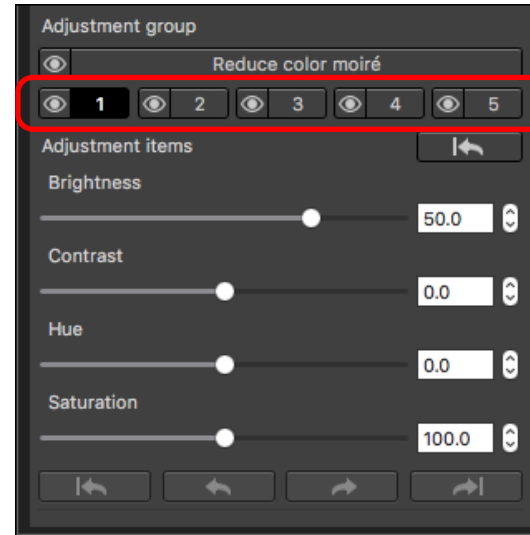 Adjustment group
Reduce color moiré
1 2 3 4 5
Adjustment items
Brightness
50.0
Contrast
0.0
Hue
0.0
Saturation
100.0